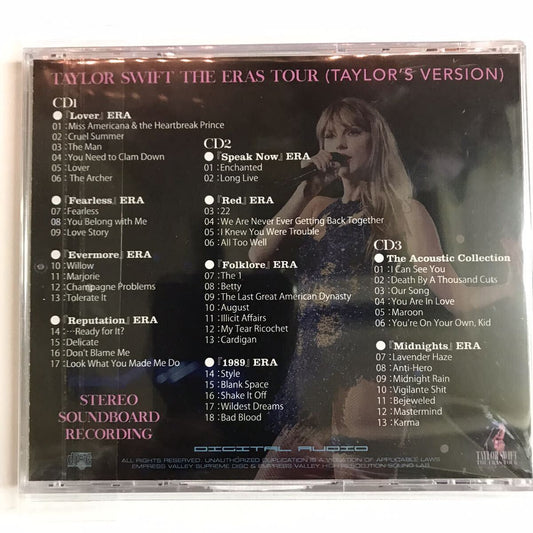 TAYLOR SWIFT THE ERAS TOUR (TAYLOR'S VERSION)
CD1
●『Lover』ERA
01:Miss Americana & the Heartbreak Prince
02:Cruel Summer
03:The Man
04:You Need to Clam Down
05:Lover
06:The Archer
●『Fearless』ERA
07:Fearless
08:You Belong with Me
09:Love Story
●『Evermore』ERA
10:Willow
11:Marjorie
12:Champagne Problems
13:Tolerate It
●『Reputation』ERA
14:…Ready for It?
15:Delicate
16:Don't Blame Me
17:Look What You Made Me Do
STEREO
SOUNDBOARD
RECORDING
CD2
●『Speak Now』ERA
01:Enchanted
02:Long Live
●『Red』ERA
03:22
04:We Are Never Ever Getting Back Together
05:I Knew You Were Trouble
06:All Too Well
●『Folklore』ERA
07:The 1
08:Betty
09:The Last Great American Dynasty
10:August
11:Illicit Affairs
12:My Tear Ricochet
13:Cardigan
●『1989』ERA
14:Style
15:Blank Space
16:Shake It Off
17:Wildest Dreams
18:Bad Blood
CD3
●The Acoustic Collection
01:I Can See You
02:Death By A Thousand Cuts
03:Our Song
04:You Are In Love
05:Maroon
06:You're On Your Own, Kid
●『Midnights』ERA
07:Lavender Haze
08:Anti-Hero
09:Midnight Rain
10:Vigilante Shit
11:Bejeweled
12:Mastermind
13:Karma
DIGITAL AUDIO
ALL RIGHTS RESERVED. UNAUTHORIZED DUPLICATION IS A VIOLATION OF APPLICABLE LAWS
EMPRESS VALLEY SUPREME DISC & EMPRESS VALLEY HIGH RESOLUTION SOUND LAB.
TAYLOR SWIFT
THE ERAS TOUR